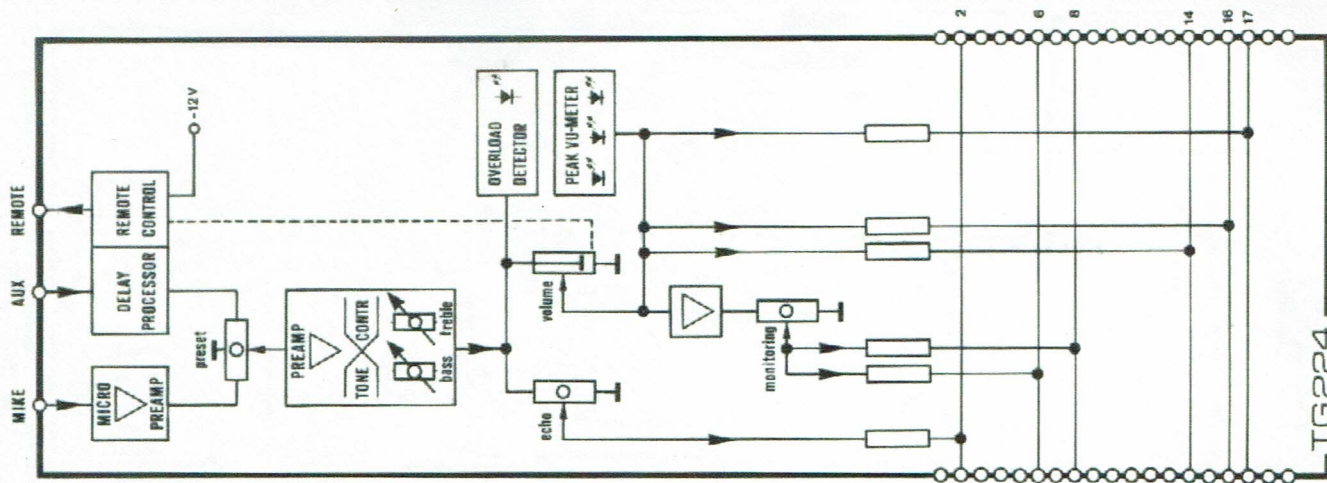 MIKE
AUX
REMOTE
MICRO
PREAMP
DELAY
PROCESSOR
REMOTE
CONTROL
-12V
preset
PREAMP
TONE CONTR
bass
treble
OVERLOAD
DETECTOR
PEAK VU-METER
echo
volume
monitoring
2
6
8
14
16
17
TG224